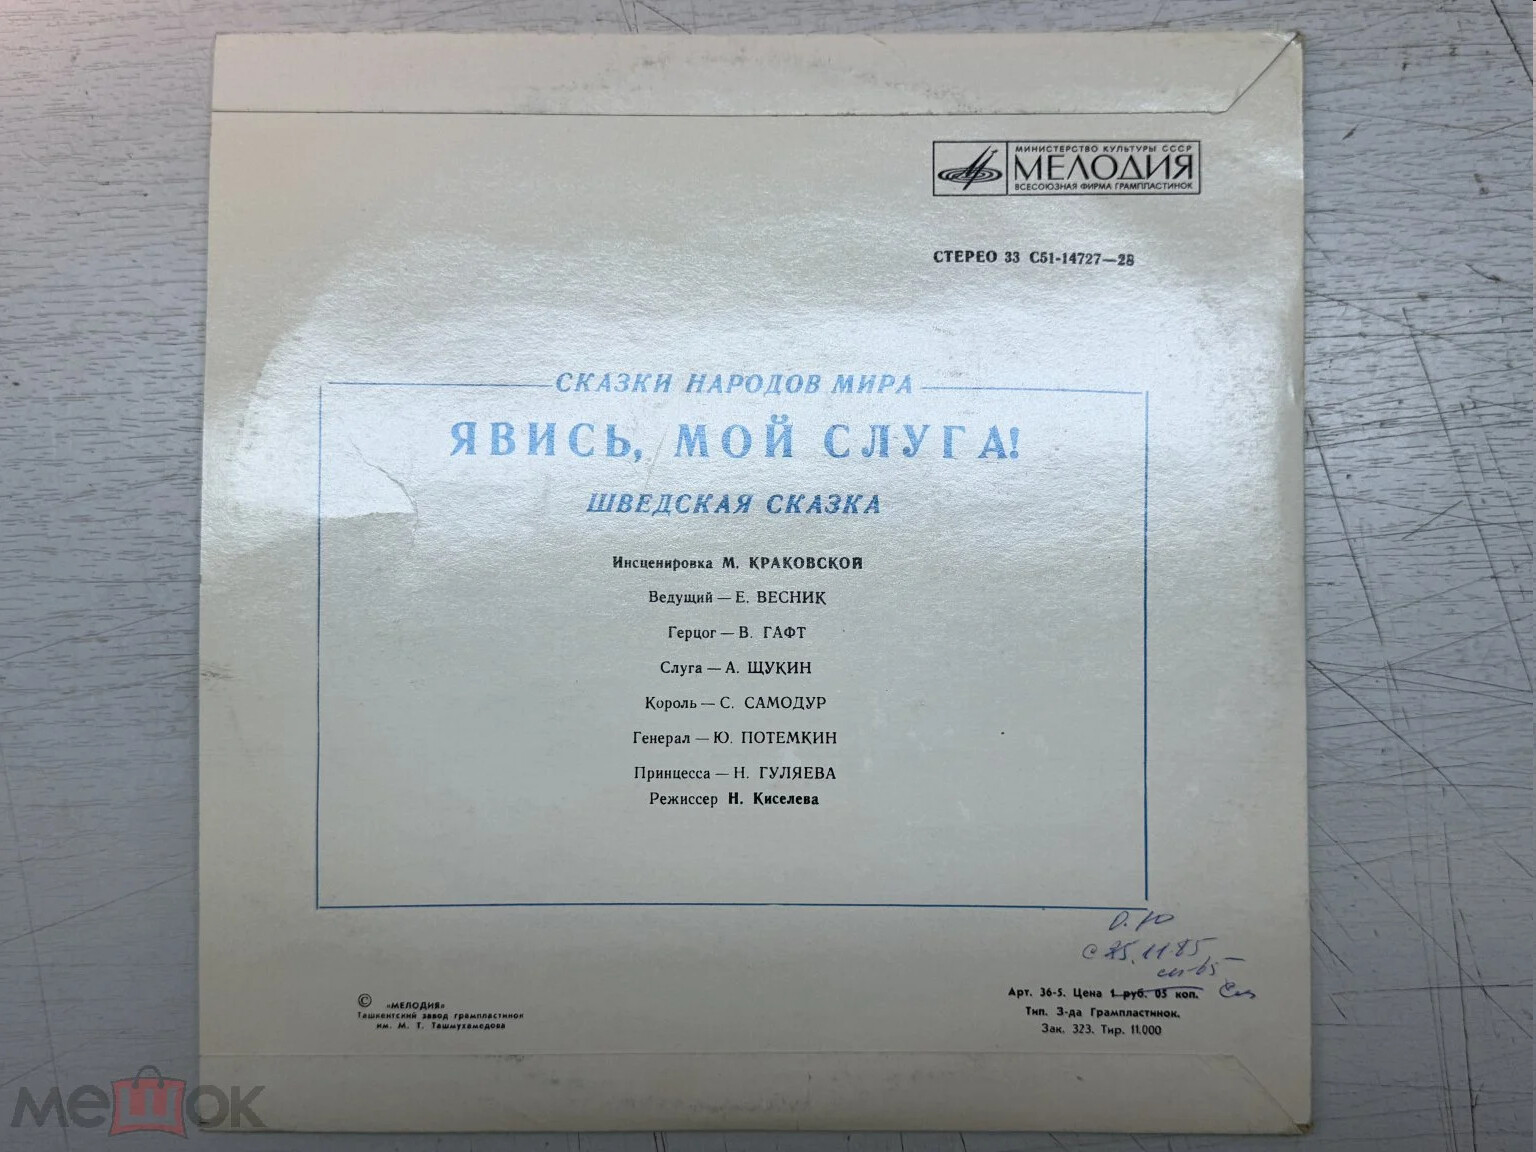 МИНИСТЕРСТВО КУЛЬТУРЫ СССР
МЕЛОДИЯ
ВСЕСОЮЗНАЯ ФИРМА ГРАМПЛАСТИНОК
СТЕРЕО 33 С51-14727—28
СКАЗКИ НАРОДОВ МИРА
ЯВИСЬ, МОЙ СЛУГА!
ШВЕДСКАЯ СКАЗКА
Инсценировка М. КРАКОВСКОЙ
Ведущий — Е. ВЕСНИК
Герцог — В. ГАФТ
Слуга — А. ЩУКИН
Король — С. САМОДУР
Генерал — Ю. ПОТЕМКИН
Принцесса — Н. ГУЛЯЕВА
Режиссер Н. Киселева
© «МЕЛОДИЯ»
Ташкентский завод грампластинок
им. М. Т. Ташмухамедова
с 25.11.85
Арт. 36-5. Цена 1 руб. 05 коп.
Тип. З-да Грампластинок.
Зак. 323. Тир. 11.000
мешок